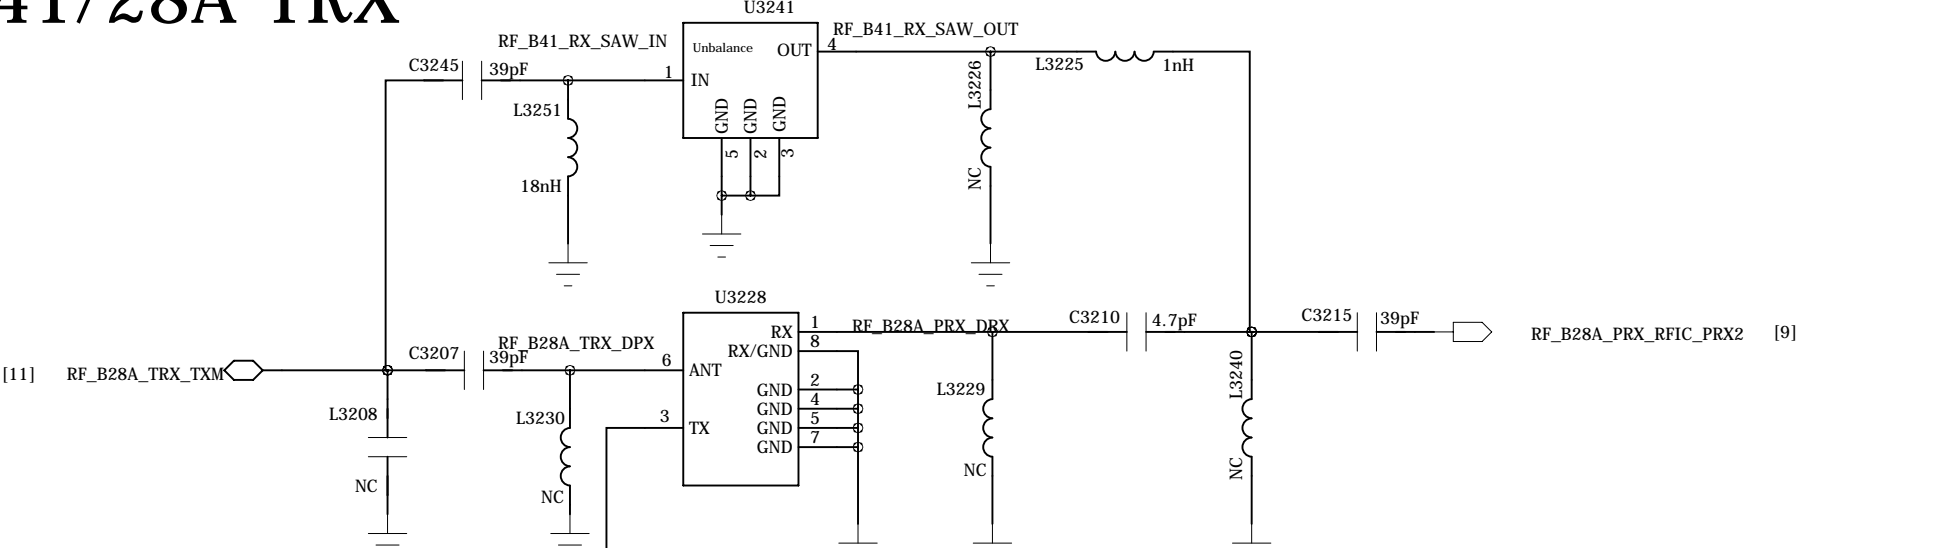 41/28A TRX
U3241
RF_B41_RX_SAW_IN
RF_B41_RX_SAW_OUT
Unbalance
OUT
4
C3245
39pF
1
IN
L3226
L3225
1nH
L3251
GND
GND
GND
5
2
3
18nH
NC
U3228
RX
1
RF_B28A_PRX_DRX
C3210
4.7pF
C3215
39pF
RF_B28A_PRX_RFIC_PRX2
[9]
RF_B28A_TRX_DPX
RX/GND
8
C3207
39pF
6
ANT
[11]
RF_B28A_TRX_TXM
L3240
GND
2
L3229
GND
4
L3208
L3230
3
TX
GND
5
GND
7
NC
NC
NC
NC